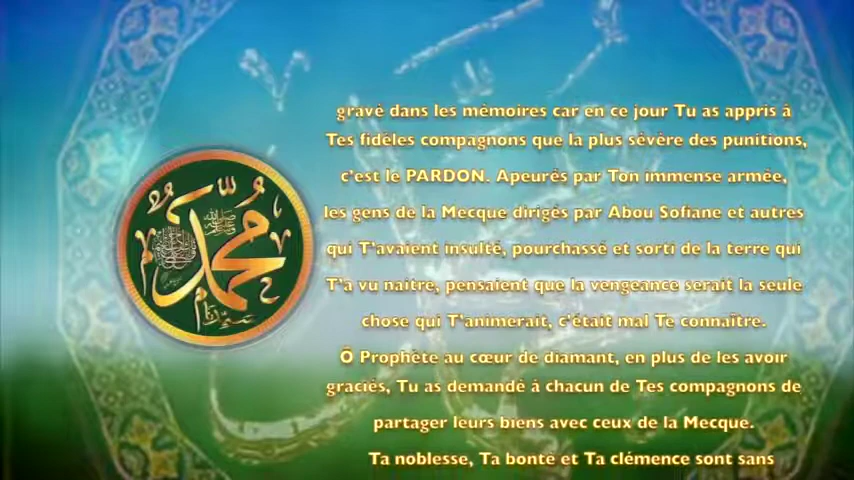 gravé dans les mémoires car en ce jour Tu as appris à
Tes fidèles compagnons que la plus sévère des punitions,
c'est le PARDON. Apeurés par Ton immense armée,
les gens de la Mecque dirigés par Abou Sofiane et autres
qui T'avaient insulté, pourchassé et sorti de la terre qui
T'a vu naître, pensaient que la vengeance serait la seule
chose qui T'animerait, c'était mal Te connaître.
Ô Prophète au cœur de diamant, en plus de les avoir
graciés, Tu as demandé à chacun de Tes compagnons de
partager leurs biens avec ceux de la Mecque.
Ta noblesse, Ta bonté et Ta clémence sont sans
محمد